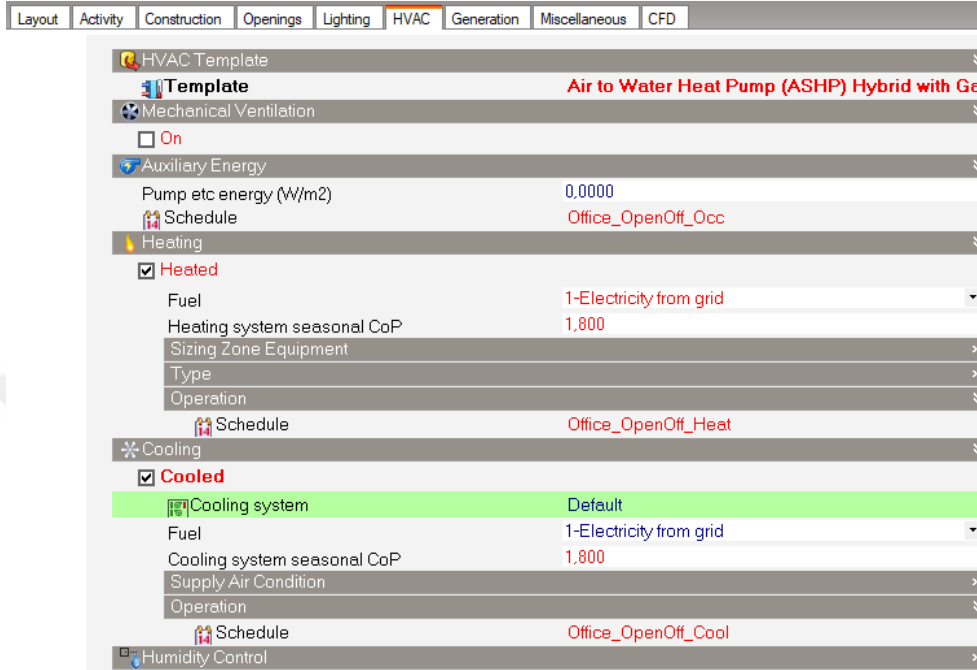 Layout Activity Construction Openings Lighting HVAC Generation Miscellaneous CFD
HVAC Template
Template Air to Water Heat Pump (ASHP) Hybrid with Ga
Mechanical Ventilation
On
Auxiliary Energy
Pump etc energy (W/m2) 0,0000
14 Schedule Office_OpenOff_Occ
Heating
Heated
Fuel 1-Electricity from grid
Heating system seasonal CoP 1,800
Sizing Zone Equipment
Type
Operation
14 Schedule Office_OpenOff_Heat
Cooling
Cooled
Cooling system Default
Fuel 1-Electricity from grid
Cooling system seasonal CoP 1,800
Supply Air Condition
Operation
14 Schedule Office_OpenOff_Cool
Humidity Control